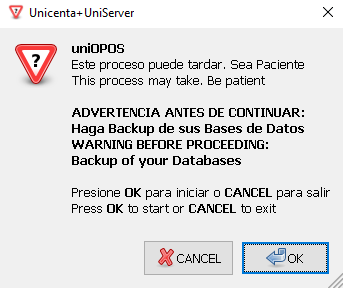 Unicenta+UniServer
uniOPOS
Este proceso puede tardar. Sea Paciente
This process may take. Be patient
ADVERTENCIA ANTES DE CONTINUAR:
Haga Backup de sus Bases de Datos
WARNING BEFORE PROCEEDING:
Backup of your Databases
Presione OK para iniciar o CANCEL para salir
Press OK to start or CANCEL to exit
CANCEL
OK